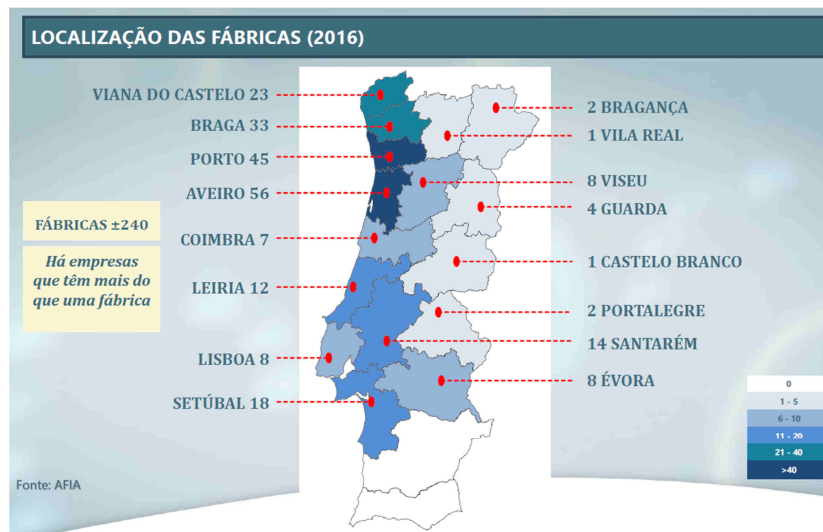 LOCALIZAÇÃO DAS FÁBRICAS (2016)
VIANA DO CASTELO 23
BRAGA 33
PORTO 45
AVEIRO 56
COIMBRA 7
LEIRIA 12
LISBOA 8
SETÚBAL 18
2 BRAGANÇA
1 VILA REAL
8 VISEU
4 GUARDA
1 CASTELO BRANCO
2 PORTALEGRE
14 SANTARÉM
8 ÉVORA
FÁBRICAS ±240
Há empresas
que têm mais do
que uma fábrica
0
1 - 5
6 - 10
11 - 20
21 - 40
>40
Fonte: AFIA